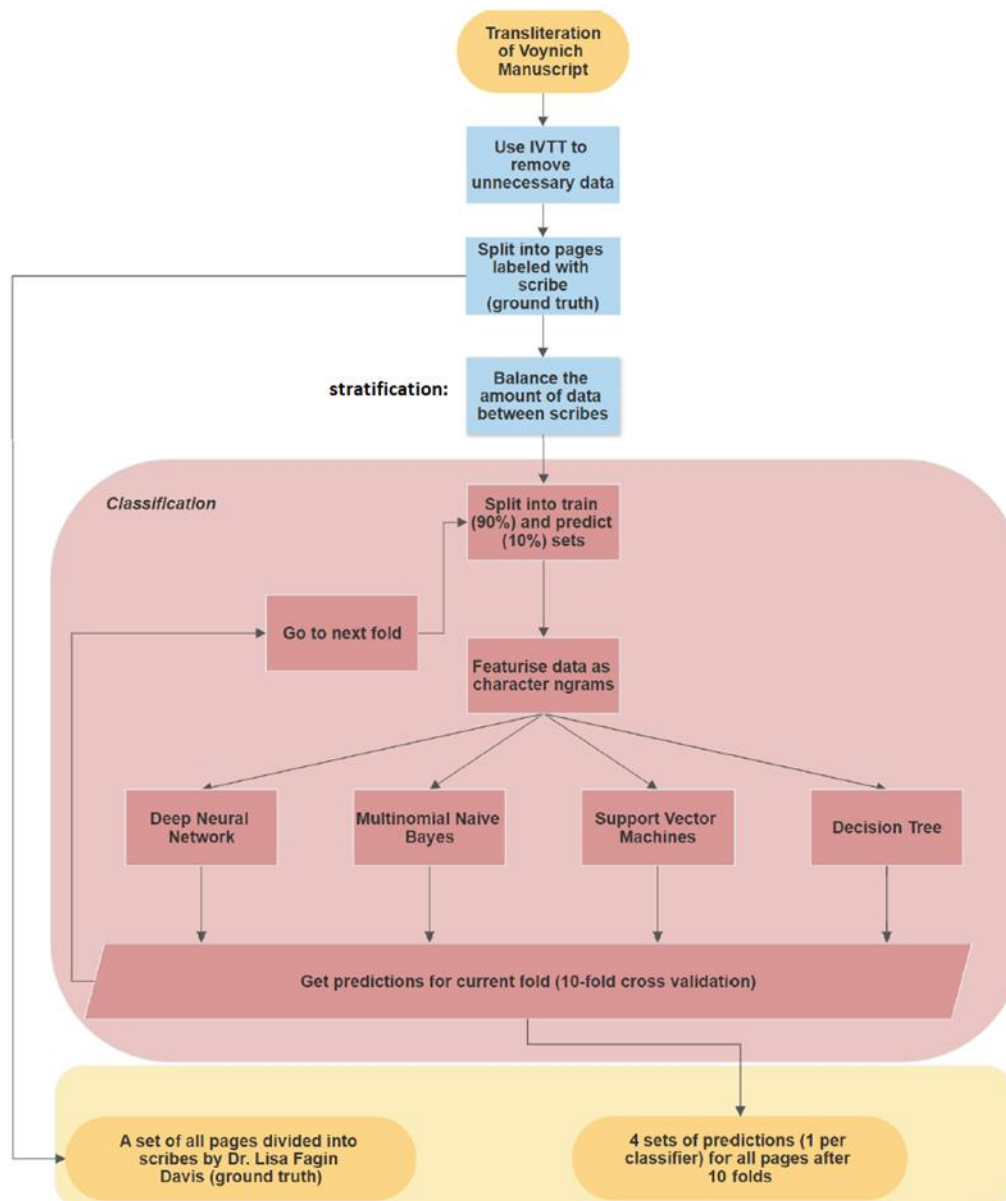 Transliteration
of Voynich
Manuscript
Use IVTT to
remove
unnecessary data
Split into pages
labeled with
scribe
(ground truth)
stratification:
Balance the
amount of data
between scribes
Classification
Split into train
(90%) and predict
(10%) sets
Go to next fold
Featurise data as
character ngrams
Deep Neural
Network
Multinomial Naive
Bayes
Support Vector
Machines
Decision Tree
Get predictions for current fold (10-fold cross validation)
A set of all pages divided into
scribes by Dr. Lisa Fagin
Davis (ground truth)
4 sets of predictions (1 per
classifier) for all pages after
10 folds